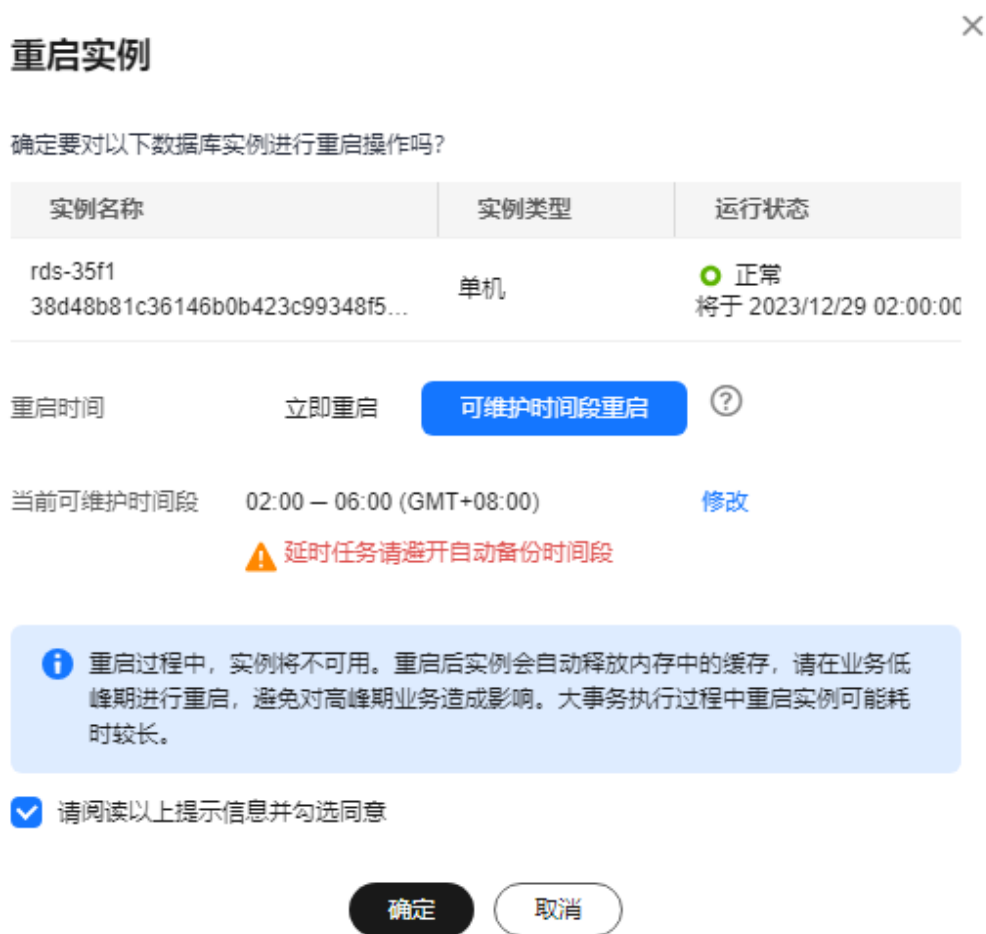 重启实例
确定要对以下数据库实例进行重启操作吗?
实例名称 实例类型 运行状态
rds-35f1
38d48b81c36146b0b423c99348f5...
单机
正常
将于 2023/12/29 02:00:00
重启时间 立即重启 可维护时间段重启 ?
当前可维护时间段 02:00 — 06:00 (GMT+08:00) 修改
延时任务请避开自动备份时间段
重启过程中，实例将不可用。重启后实例会自动释放内存中的缓存，请在业务低
峰期进行重启，避免对高峰期业务造成影响。大事务执行过程中重启实例可能耗
时较长。
请阅读以上提示信息并勾选同意
确定 取消